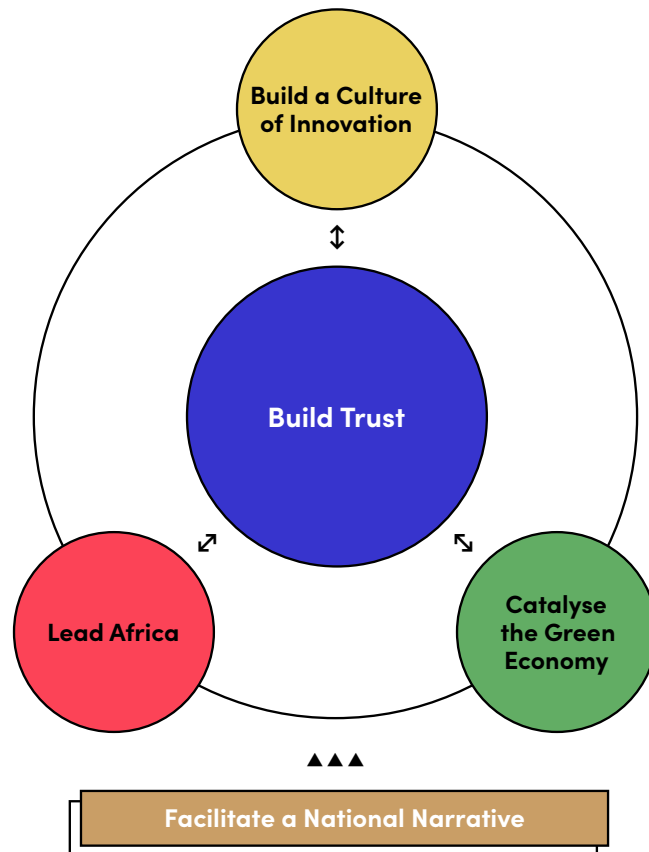 Build a Culture
of Innovation
Build Trust
Lead Africa
Catalyse
the Green
Economy
Facilitate a National Narrative